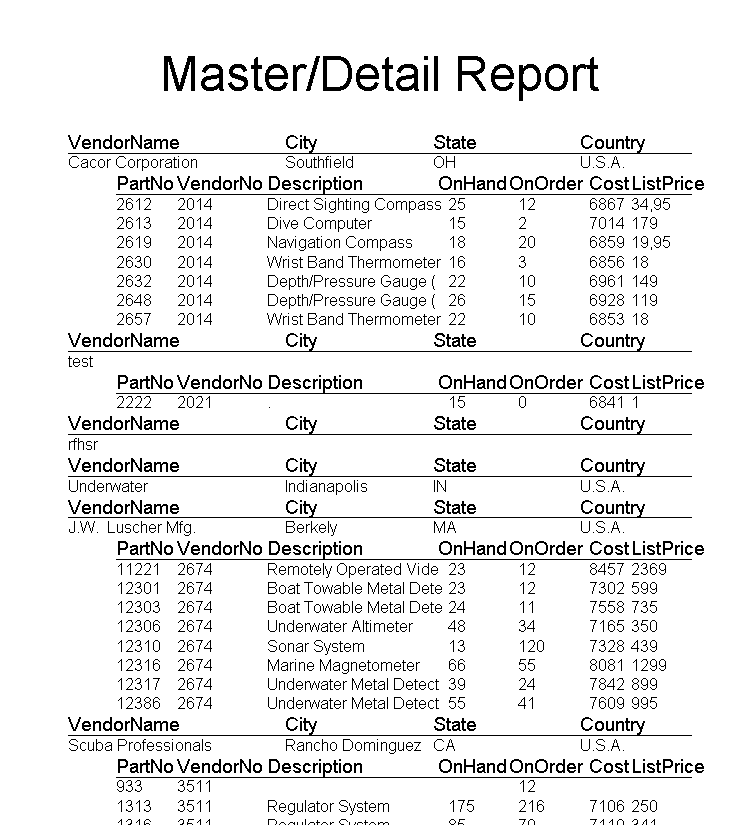 Master/Detail Report
VendorName City State Country
Cacor Corporation Southfield OH U.S.A.
PartNo VendorNo Description OnHand OnOrder Cost ListPrice
2612 2014 Direct Sighting Compass 25 12 6867 34,95
2613 2014 Dive Computer 15 2 7014 179
2619 2014 Navigation Compass 18 20 6859 19,95
2630 2014 Wrist Band Thermometer 16 3 6856 18
2632 2014 Depth/Pressure Gauge ( 22 10 6961 149
2648 2014 Depth/Pressure Gauge ( 26 15 6928 119
2657 2014 Wrist Band Thermometer 22 10 6853 18
VendorName City State Country
test
PartNo VendorNo Description OnHand OnOrder Cost ListPrice
2222 2021 . 15 0 6841 1
VendorName City State Country
rfhsr
VendorName City State Country
Underwater Indianapolis IN U.S.A.
VendorName City State Country
J.W. Luscher Mfg. Berkely MA U.S.A.
PartNo VendorNo Description OnHand OnOrder Cost ListPrice
11221 2674 Remotely Operated Vide 23 12 8457 2369
12301 2674 Boat Towable Metal Dete 23 12 7302 599
12303 2674 Boat Towable Metal Dete 24 11 7558 735
12306 2674 Underwater Altimeter 48 34 7165 350
12310 2674 Sonar System 13 120 7328 439
12316 2674 Marine Magnetometer 66 55 8081 1299
12317 2674 Underwater Metal Detect 39 24 7842 899
12386 2674 Underwater Metal Detect 55 41 7609 995
VendorName City State Country
Scuba Professionals Rancho Dominguez CA U.S.A.
PartNo VendorNo Description OnHand OnOrder Cost ListPrice
933 3511 12
1313 3511 Regulator System 175 216 7106 250
1316 3511 Regulator System